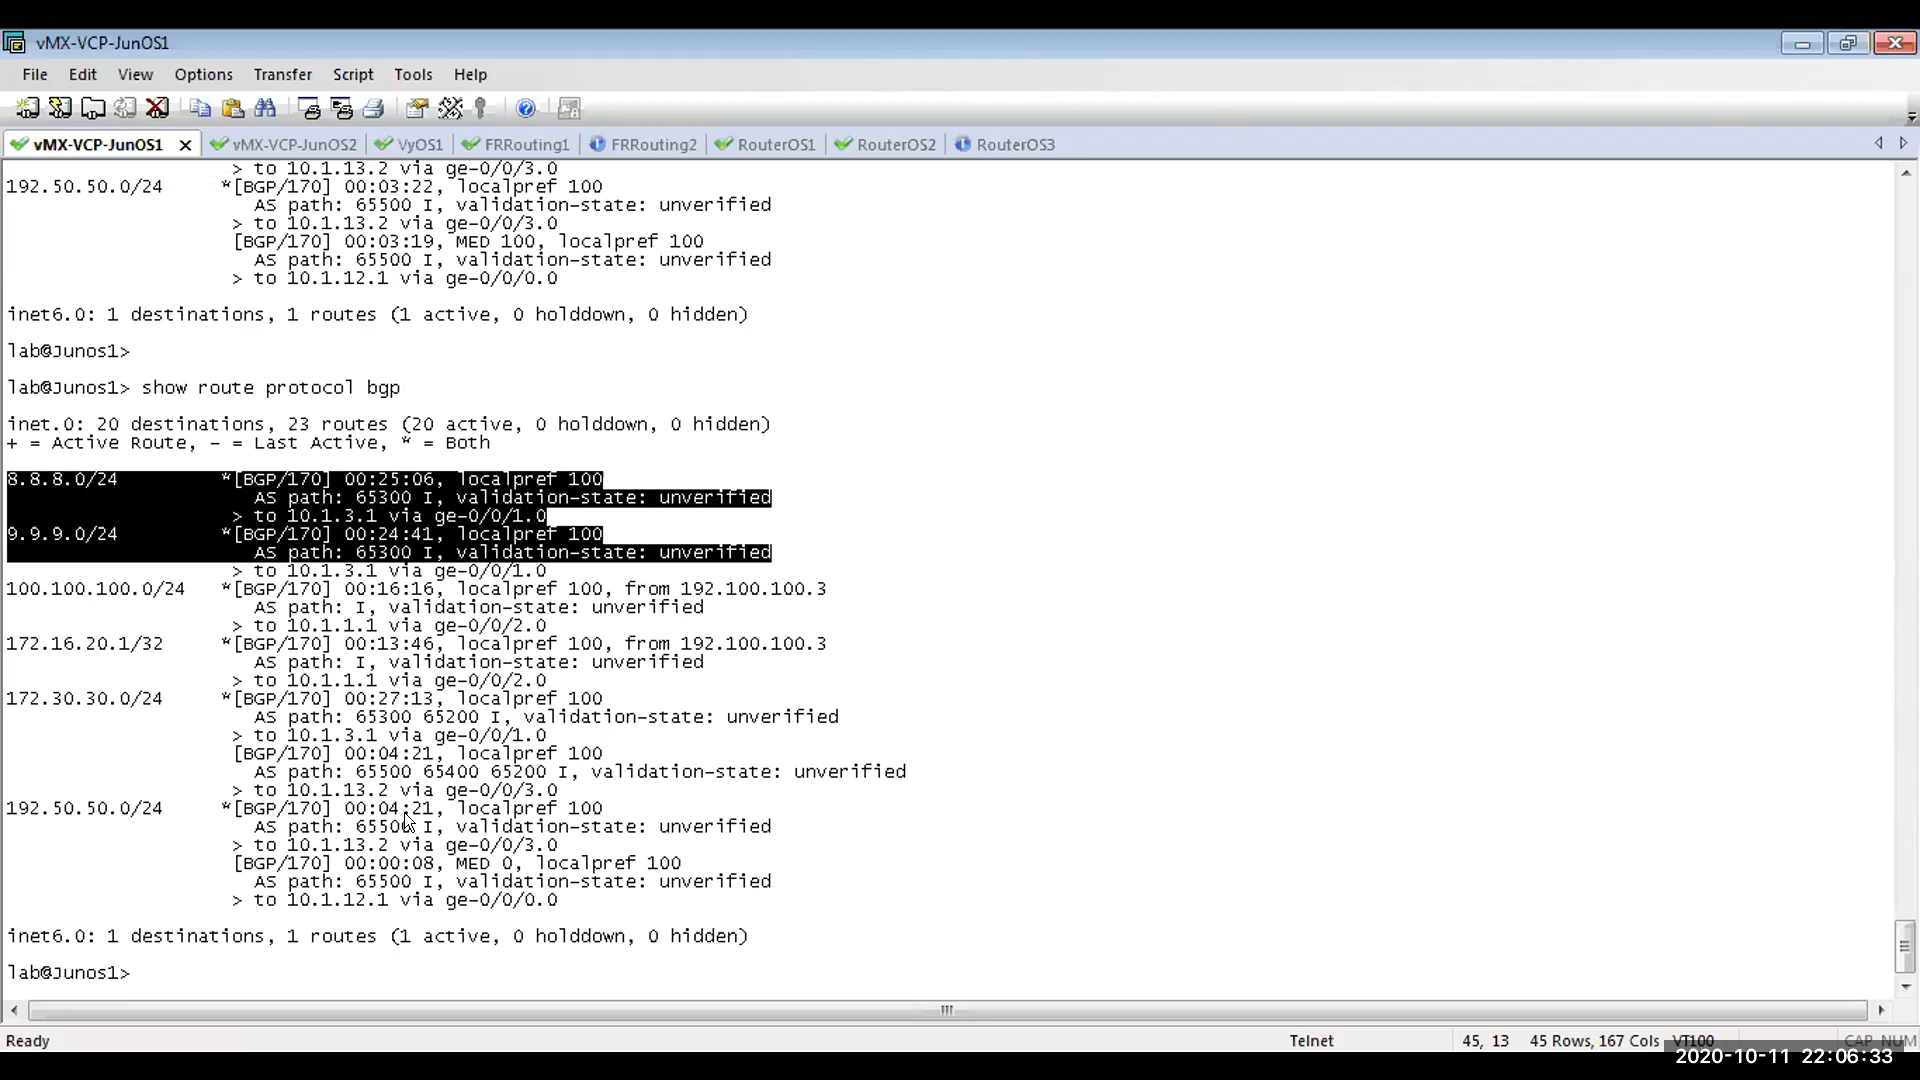 vMX-VCP-JunOS1
File Edit View Options Transfer Script Tools Help
vMX-VCP-JunOS1 vMX-VCP-JunOS2 VyOS1 FRRouting1 FRRouting2 RouterOS1 RouterOS2 RouterOS3
> to 10.1.13.2 via ge-0/0/3.0
192.50.50.0/24 *[BGP/170] 00:03:22, localpref 100
AS path: 65500 I, validation-state: unverified
> to 10.1.13.2 via ge-0/0/3.0
[BGP/170] 00:03:19, MED 100, localpref 100
AS path: 65500 I, validation-state: unverified
> to 10.1.12.1 via ge-0/0/0.0
inet6.0: 1 destinations, 1 routes (1 active, 0 holddown, 0 hidden)
lab@Junos1>
lab@Junos1> show route protocol bgp
inet.0: 20 destinations, 23 routes (20 active, 0 holddown, 0 hidden)
+ = Active Route, - = Last Active, * = Both
8.8.8.0/24 *[BGP/170] 00:25:06, localpref 100
AS path: 65300 I, validation-state: unverified
> to 10.1.3.1 via ge-0/0/1.0
9.9.9.0/24 *[BGP/170] 00:24:41, localpref 100
AS path: 65300 I, validation-state: unverified
> to 10.1.3.1 via ge-0/0/1.0
100.100.100.0/24 *[BGP/170] 00:16:16, localpref 100, from 192.100.100.3
AS path: I, validation-state: unverified
> to 10.1.1.1 via ge-0/0/2.0
172.16.20.1/32 *[BGP/170] 00:13:46, localpref 100, from 192.100.100.3
AS path: I, validation-state: unverified
> to 10.1.1.1 via ge-0/0/2.0
172.30.30.0/24 *[BGP/170] 00:27:13, localpref 100
AS path: 65300 65200 I, validation-state: unverified
> to 10.1.3.1 via ge-0/0/1.0
[BGP/170] 00:04:21, localpref 100
AS path: 65500 65400 65200 I, validation-state: unverified
> to 10.1.13.2 via ge-0/0/3.0
192.50.50.0/24 *[BGP/170] 00:04:21, localpref 100
AS path: 65500 I, validation-state: unverified
> to 10.1.13.2 via ge-0/0/3.0
[BGP/170] 00:00:08, MED 0, localpref 100
AS path: 65500 I, validation-state: unverified
> to 10.1.12.1 via ge-0/0/0.0
inet6.0: 1 destinations, 1 routes (1 active, 0 holddown, 0 hidden)
lab@Junos1>
Ready Telnet 45, 13 45 Rows, 167 Cols VT100 CAP NUM
2020-10-11 22:06:33